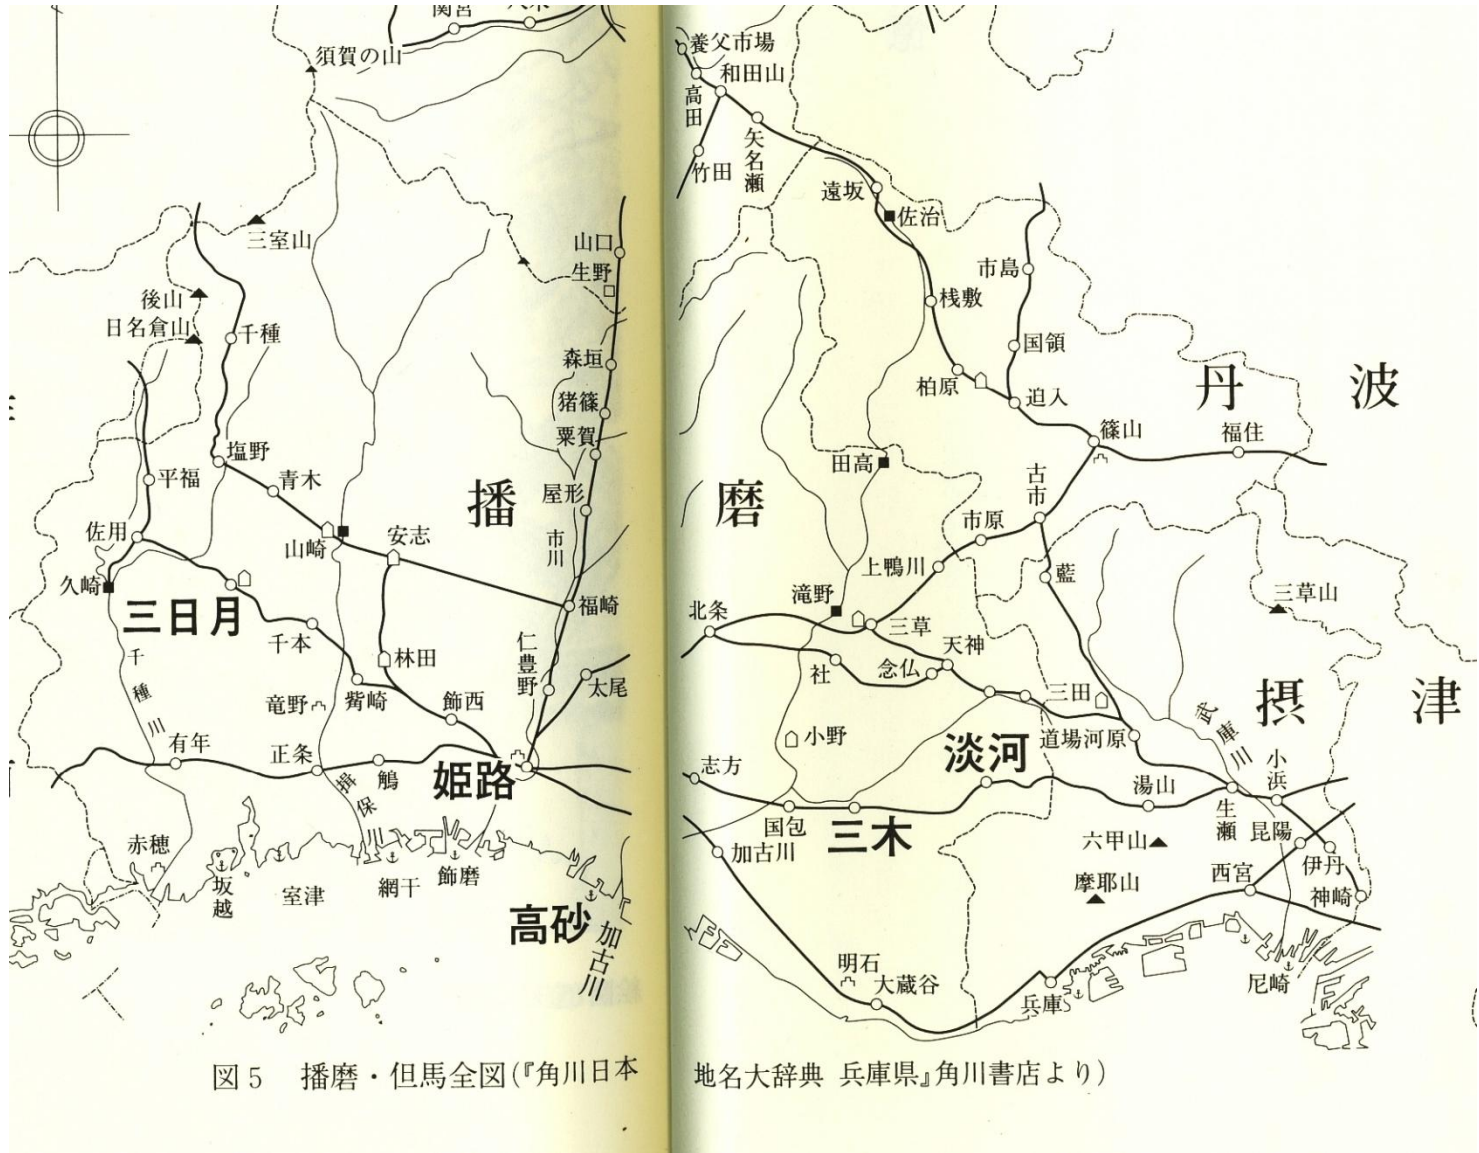 関宮
須賀の山
三室山
後山
日名倉山
千種
山口
生野
森垣
猪篠
粟賀
屋形
市川
塩野
青木
平福
佐用
久崎
山崎
安志
播
福崎
三日月
千本
林田
仁豊野
太尾
觜崎
飾西
竜野
千種川
有年
正条
鵤
姫路
揖保川
赤穂
坂越
室津
網干
飾磨
高砂
加古川
養父市場
和田山
高田
竹田
矢名瀬
遠坂
佐治
市島
桟敷
国領
柏原
追入
丹
波
篠山
福住
田高
古市
磨
市原
上鴨川
藍
滝野
北条
三草
三草山
天神
社
念仏
三田
摂
津
武庫川
小野
道場河原
淡河
志方
湯山
小浜
生瀬
昆陽
国包
三木
加古川
六甲山
摩耶山
西宮
伊丹
神崎
明石
大蔵谷
兵庫
尼崎
図5 播磨・但馬全図(『角川日本地名大辞典 兵庫県』角川書店より)